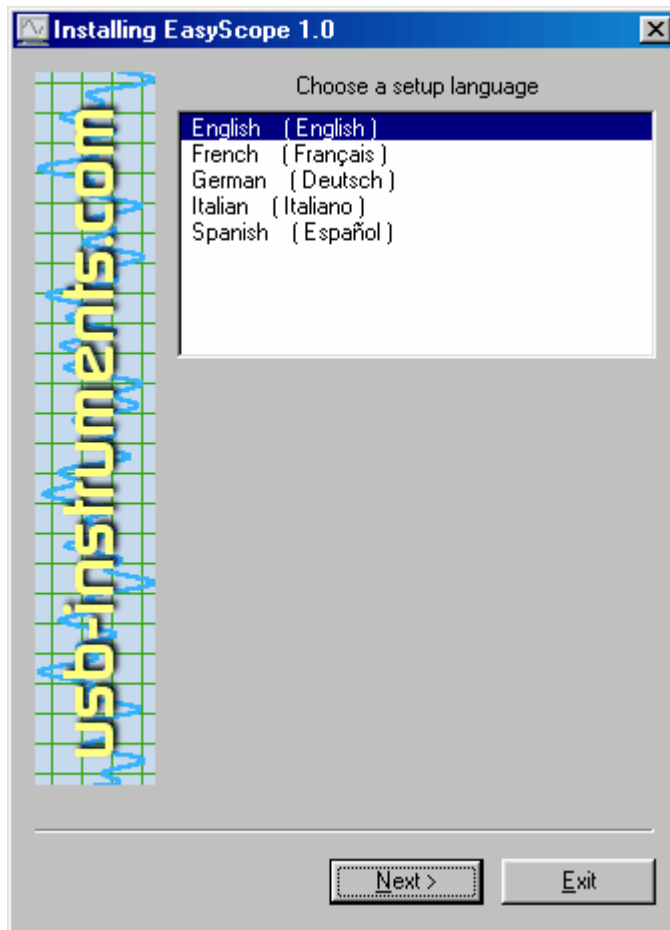 Installing EasyScope 1.0
usb-instruments.com
Choose a setup language
English ( English )
French ( Français )
German ( Deutsch )
Italian ( Italiano )
Spanish ( Español )
Next >
Exit